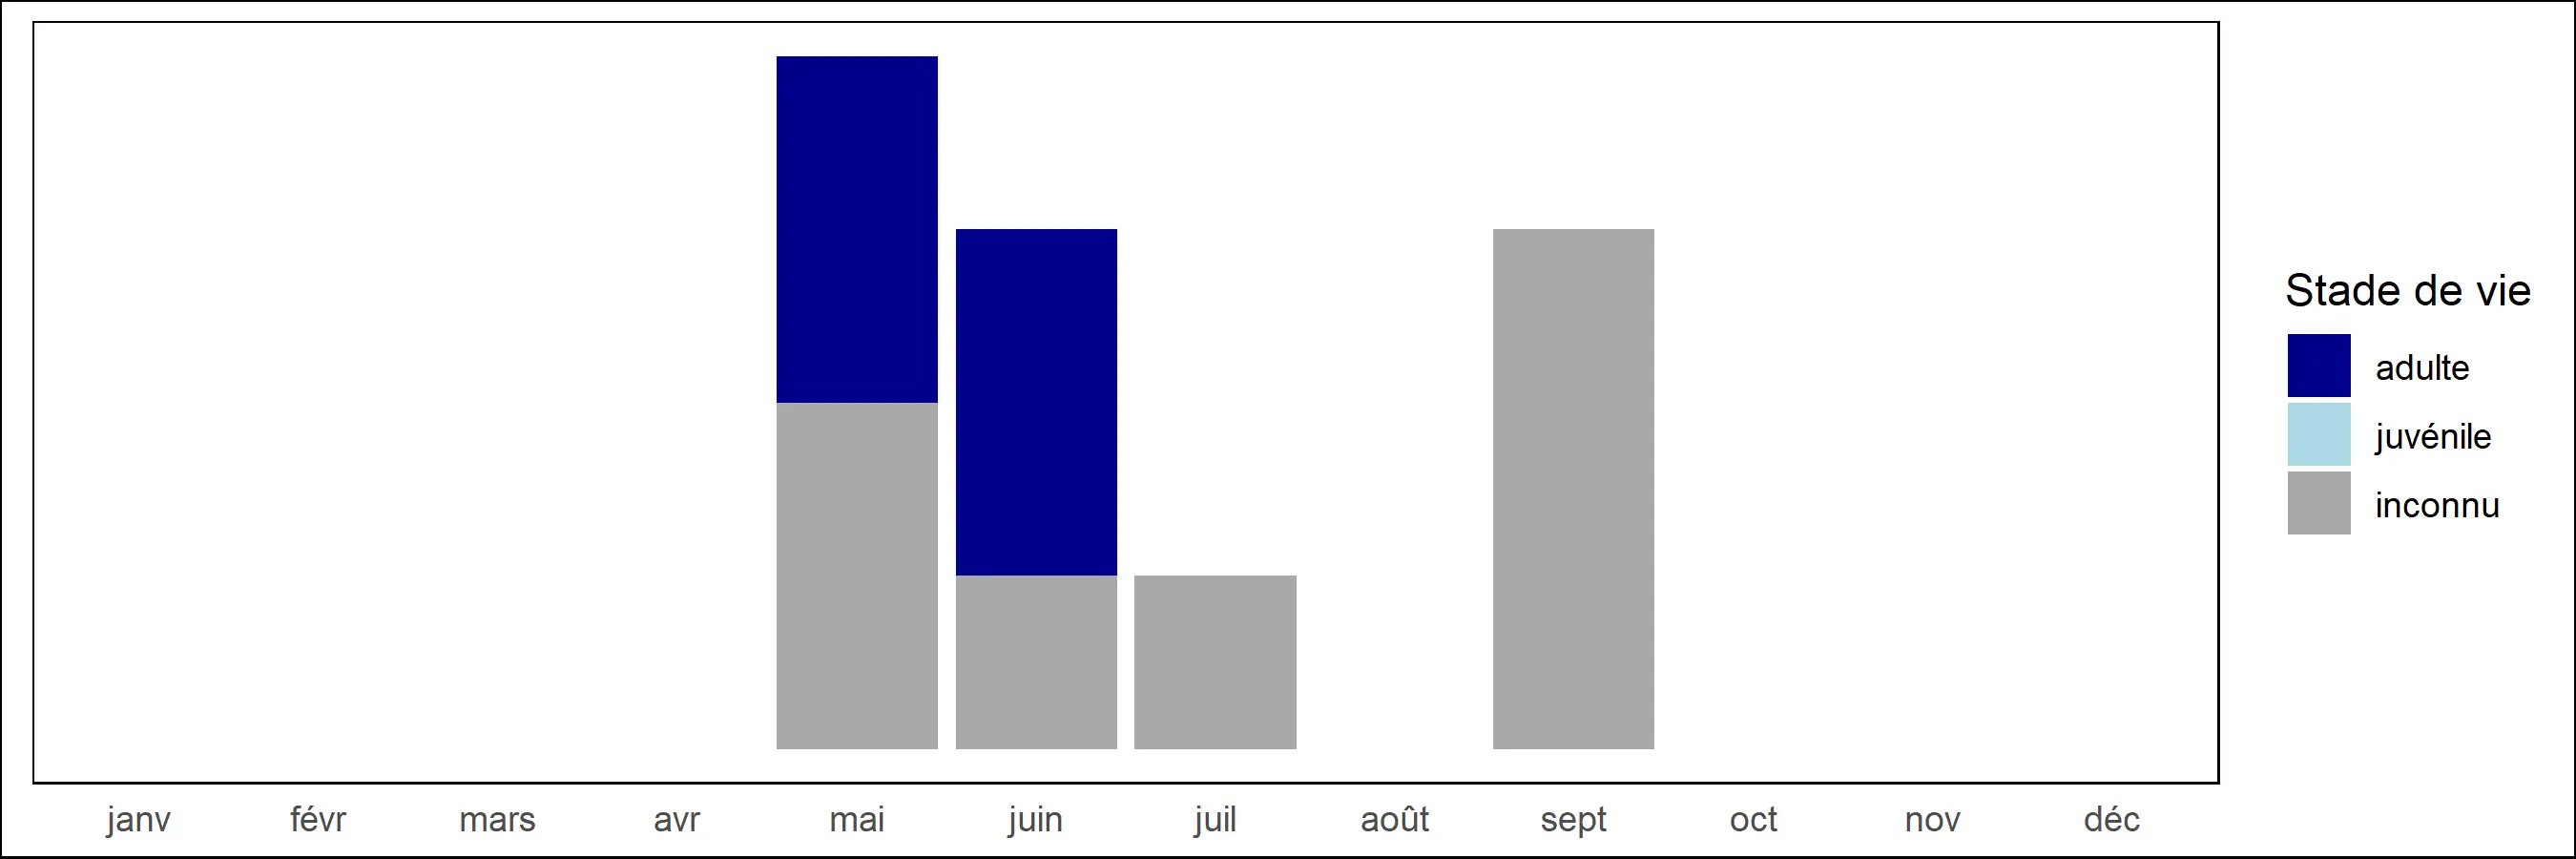 Stade de vie
adulte
juvénile
inconnu
janv févr mars avr mai juin juil août sept oct nov déc